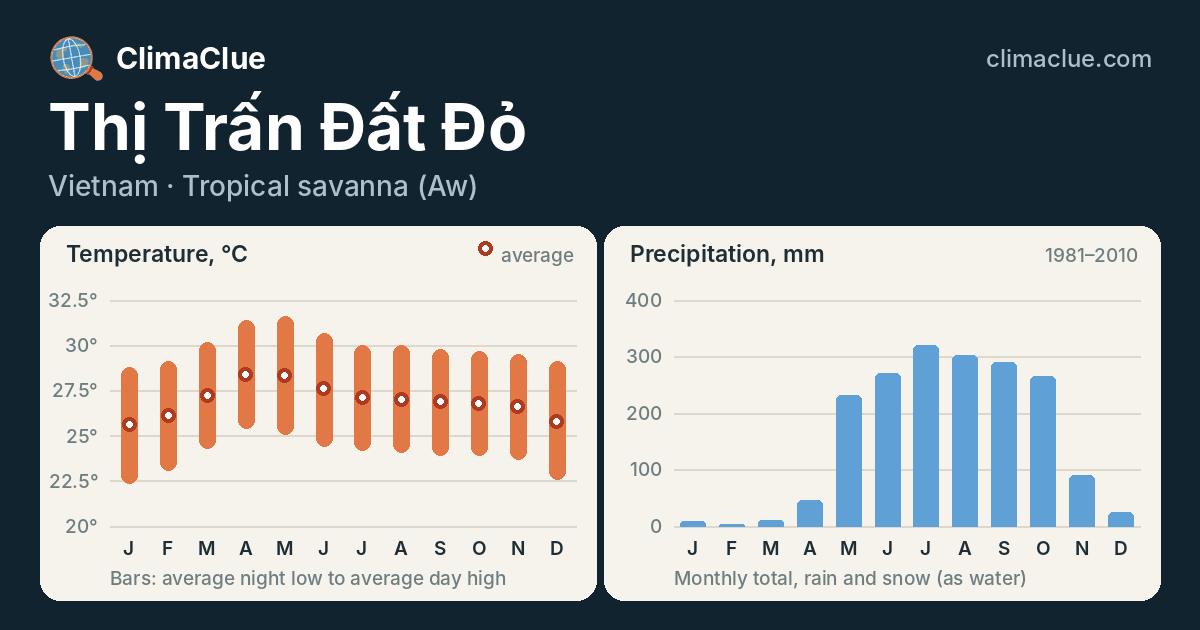 ClimaClue
climaclue.com
Thị Trấn Đất Đỏ
Vietnam · Tropical savanna (Aw)
Temperature, °C
average
32.5°
30°
27.5°
25°
22.5°
20°
J F M A M J J A S O N D
Bars: average night low to average day high
Precipitation, mm
1981–2010
400
300
200
100
0
J F M A M J J A S O N D
Monthly total, rain and snow (as water)